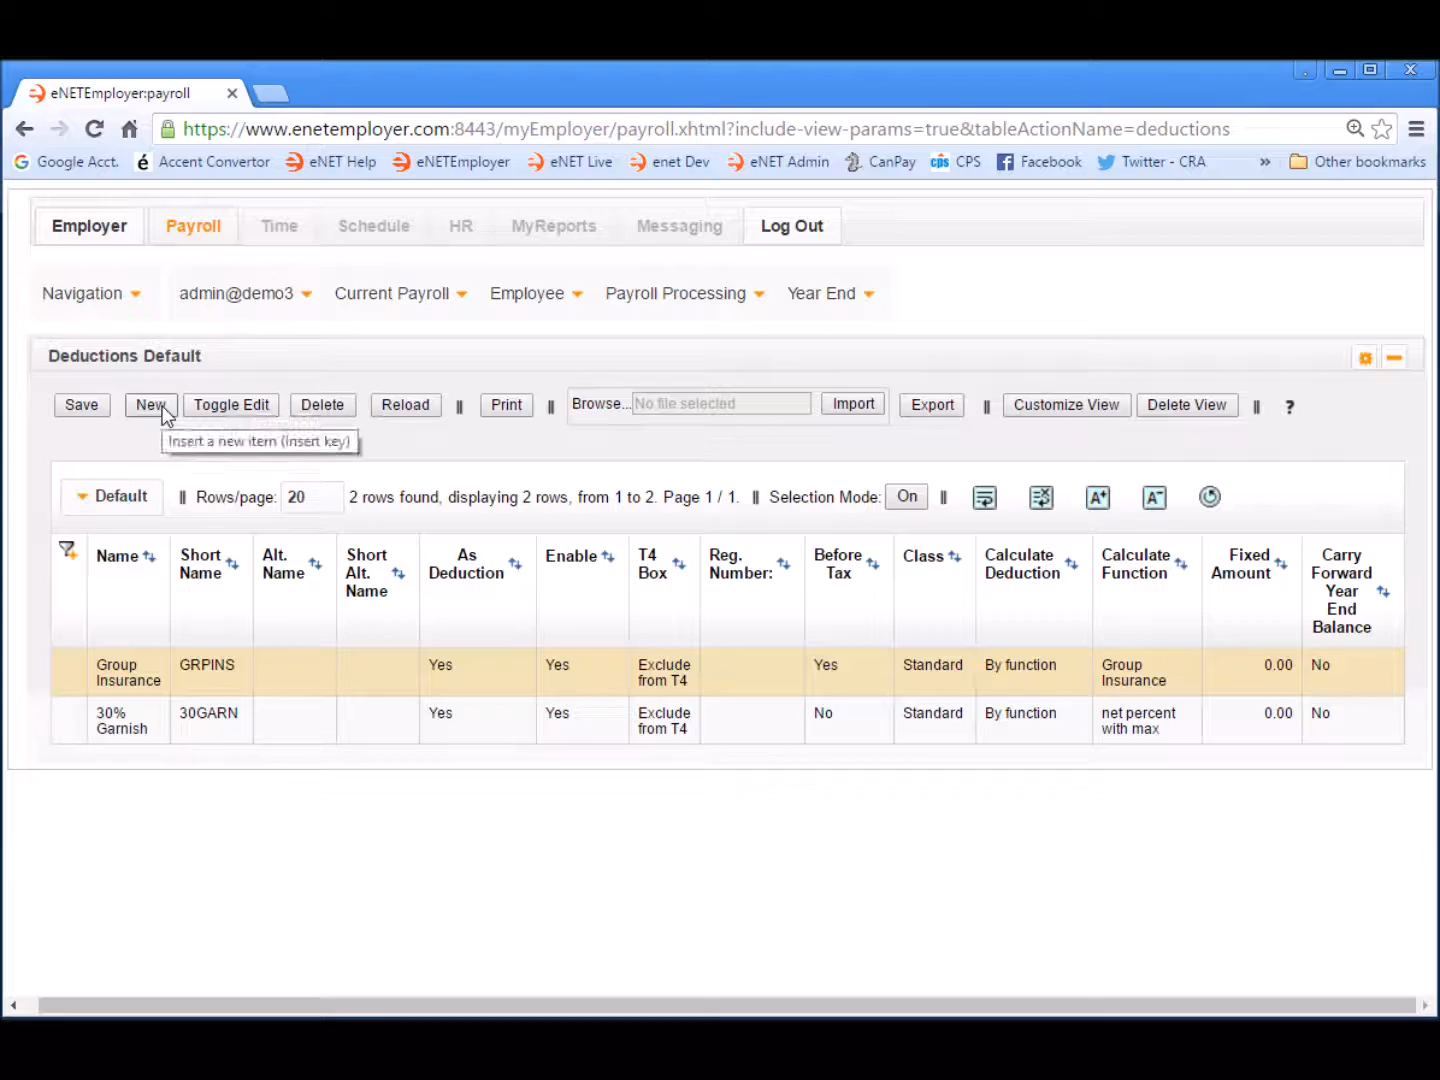 eNETEmployer:payroll
https://www.enetemployer.com:8443/myEmployer/payroll.xhtml?include-view-params=true&tableActionName=deductions
Google Acct. é Accent Convertor eNET Help eNETEmployer eNET Live enet Dev eNET Admin CanPay cps CPS Facebook Twitter - CRA » Other bookmarks
Employer Payroll Time Schedule HR MyReports Messaging Log Out
Navigation admin@demo3 Current Payroll Employee Payroll Processing Year End
Deductions Default
Save New Toggle Edit Delete Reload || Print || Browse... No file selected Import Export || Customize View Delete View || ?
Insert a new item (insert key)
Default || Rows/page: 20 2 rows found, displaying 2 rows, from 1 to 2. Page 1 / 1. || Selection Mode: On || A+ A-
Name Short Name Alt. Name Short Alt. Name As Deduction Enable T4 Box Reg. Number: Before Tax Class Calculate Deduction Calculate Function Fixed Amount Carry Forward Year End Balance
Group Insurance GRPINS Yes Yes Exclude from T4 Yes Standard By function Group Insurance 0.00 No
30% Garnish 30GARN Yes Yes Exclude from T4 No Standard By function net percent with max 0.00 No